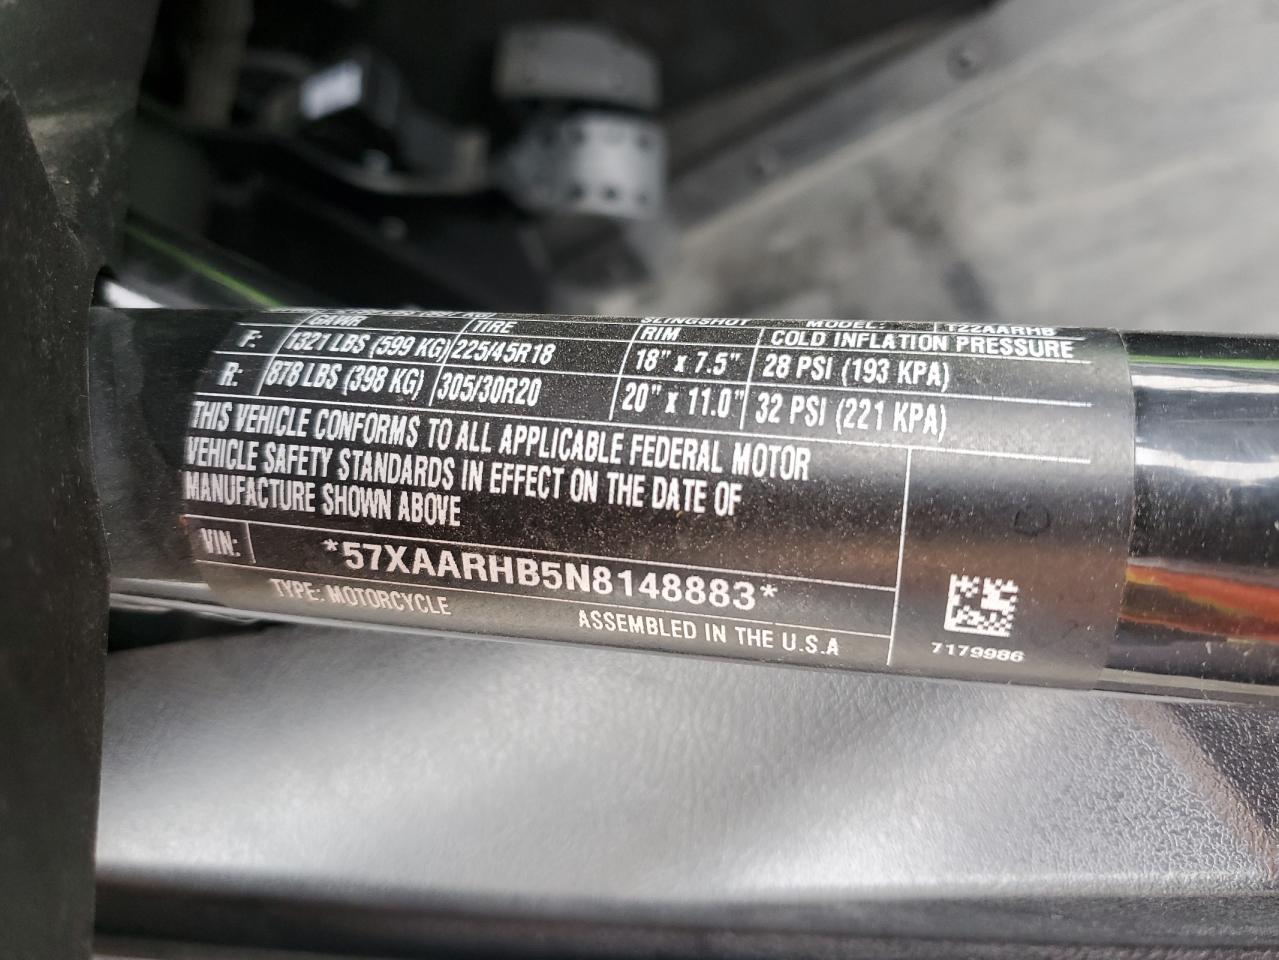 SLINGSHOT MODEL: T22AARHB
GAWR TIRE RIM COLD INFLATION PRESSURE
F: 1321 LBS (599 KG) 225/45R18 18" x 7.5" 28 PSI (193 KPA)
R: 878 LBS (398 KG) 305/30R20 20" x 11.0" 32 PSI (221 KPA)
THIS VEHICLE CONFORMS TO ALL APPLICABLE FEDERAL MOTOR
VEHICLE SAFETY STANDARDS IN EFFECT ON THE DATE OF
MANUFACTURE SHOWN ABOVE
VIN: *57XAARHB5N8148883*
TYPE: MOTORCYCLE ASSEMBLED IN THE U.S.A
7179986